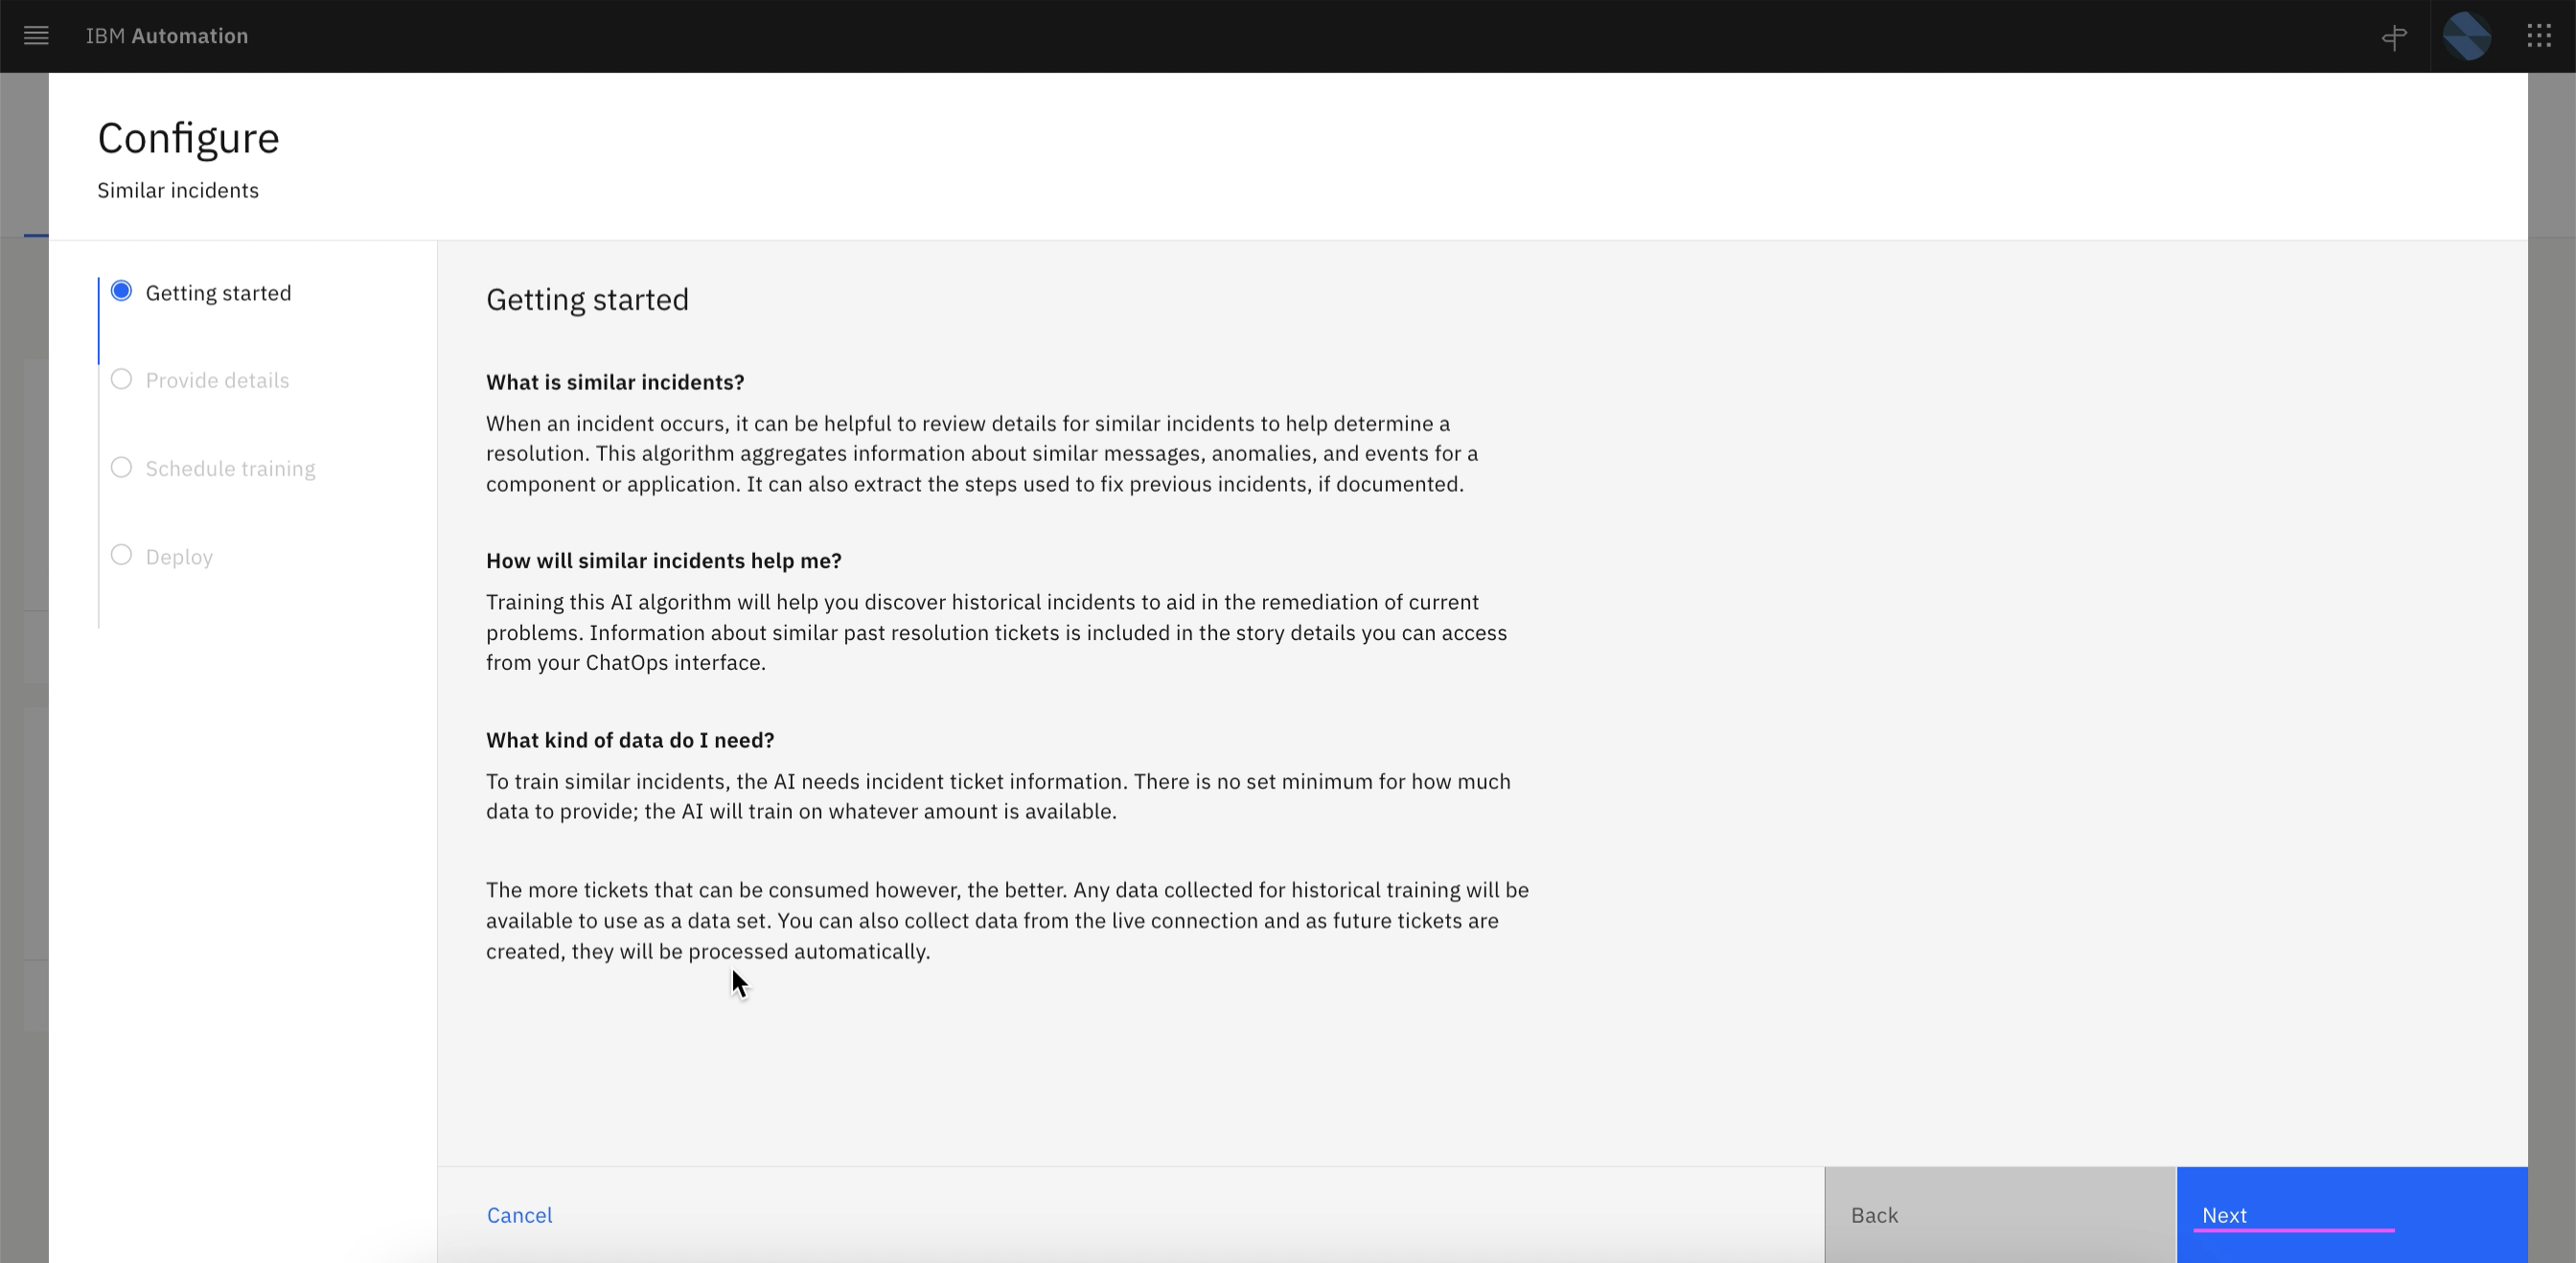 IBM Automation
Configure
Similar incidents
Getting started
Provide details
Schedule training
Deploy
Getting started
What is similar incidents?
When an incident occurs, it can be helpful to review details for similar incidents to help determine a
resolution. This algorithm aggregates information about similar messages, anomalies, and events for a
component or application. It can also extract the steps used to fix previous incidents, if documented.
How will similar incidents help me?
Training this AI algorithm will help you discover historical incidents to aid in the remediation of current
problems. Information about similar past resolution tickets is included in the story details you can access
from your ChatOps interface.
What kind of data do I need?
To train similar incidents, the AI needs incident ticket information. There is no set minimum for how much
data to provide; the AI will train on whatever amount is available.
The more tickets that can be consumed however, the better. Any data collected for historical training will be
available to use as a data set. You can also collect data from the live connection and as future tickets are
created, they will be processed automatically.
Cancel
Back
Next